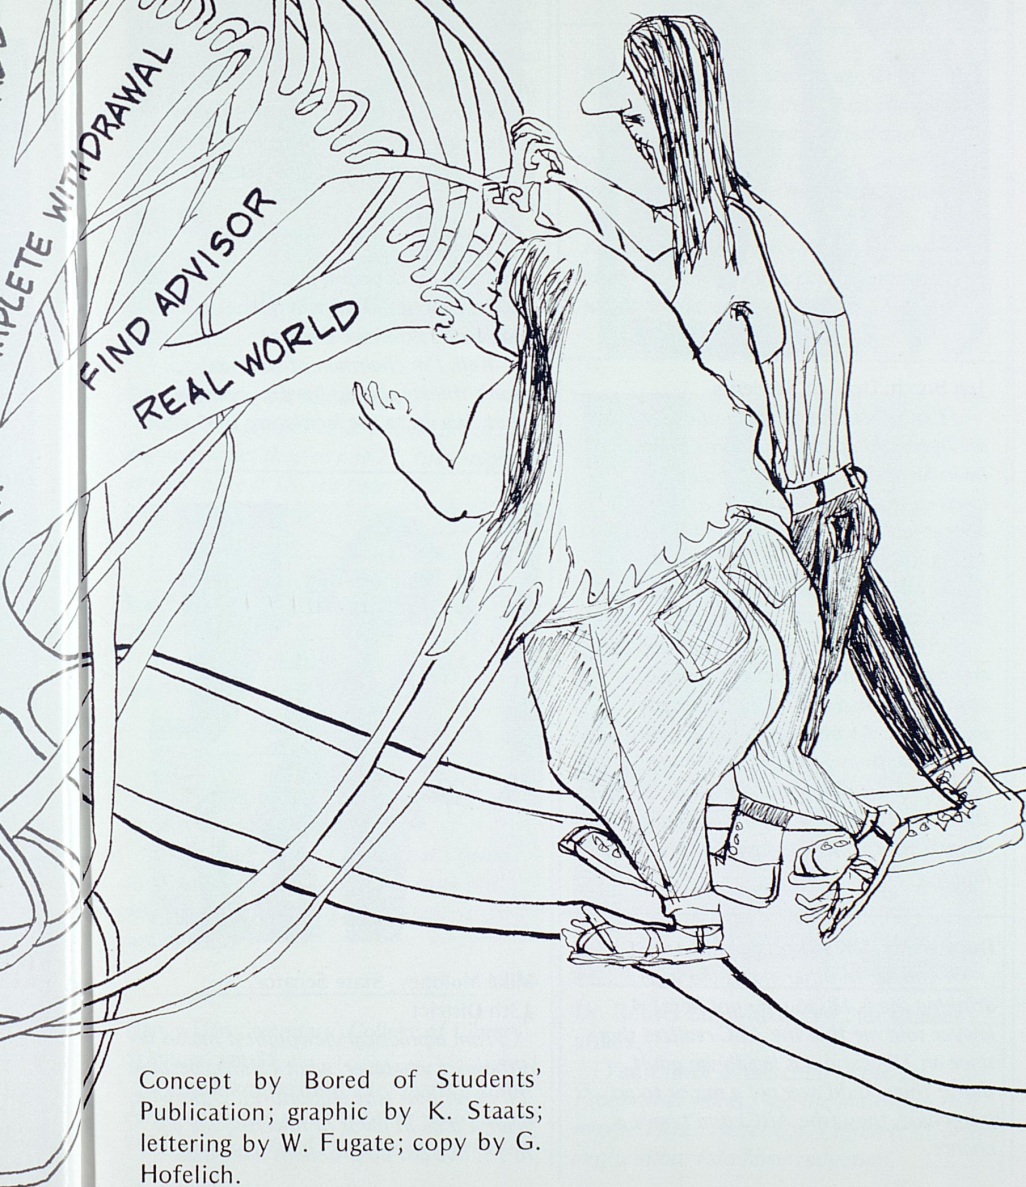 WITHDRAWAL
FIND ADVISOR
REAL WORLD
Concept by Bored of Students'
Publication; graphic by K. Staats;
lettering by W. Fugate; copy by G.
Hofelich.